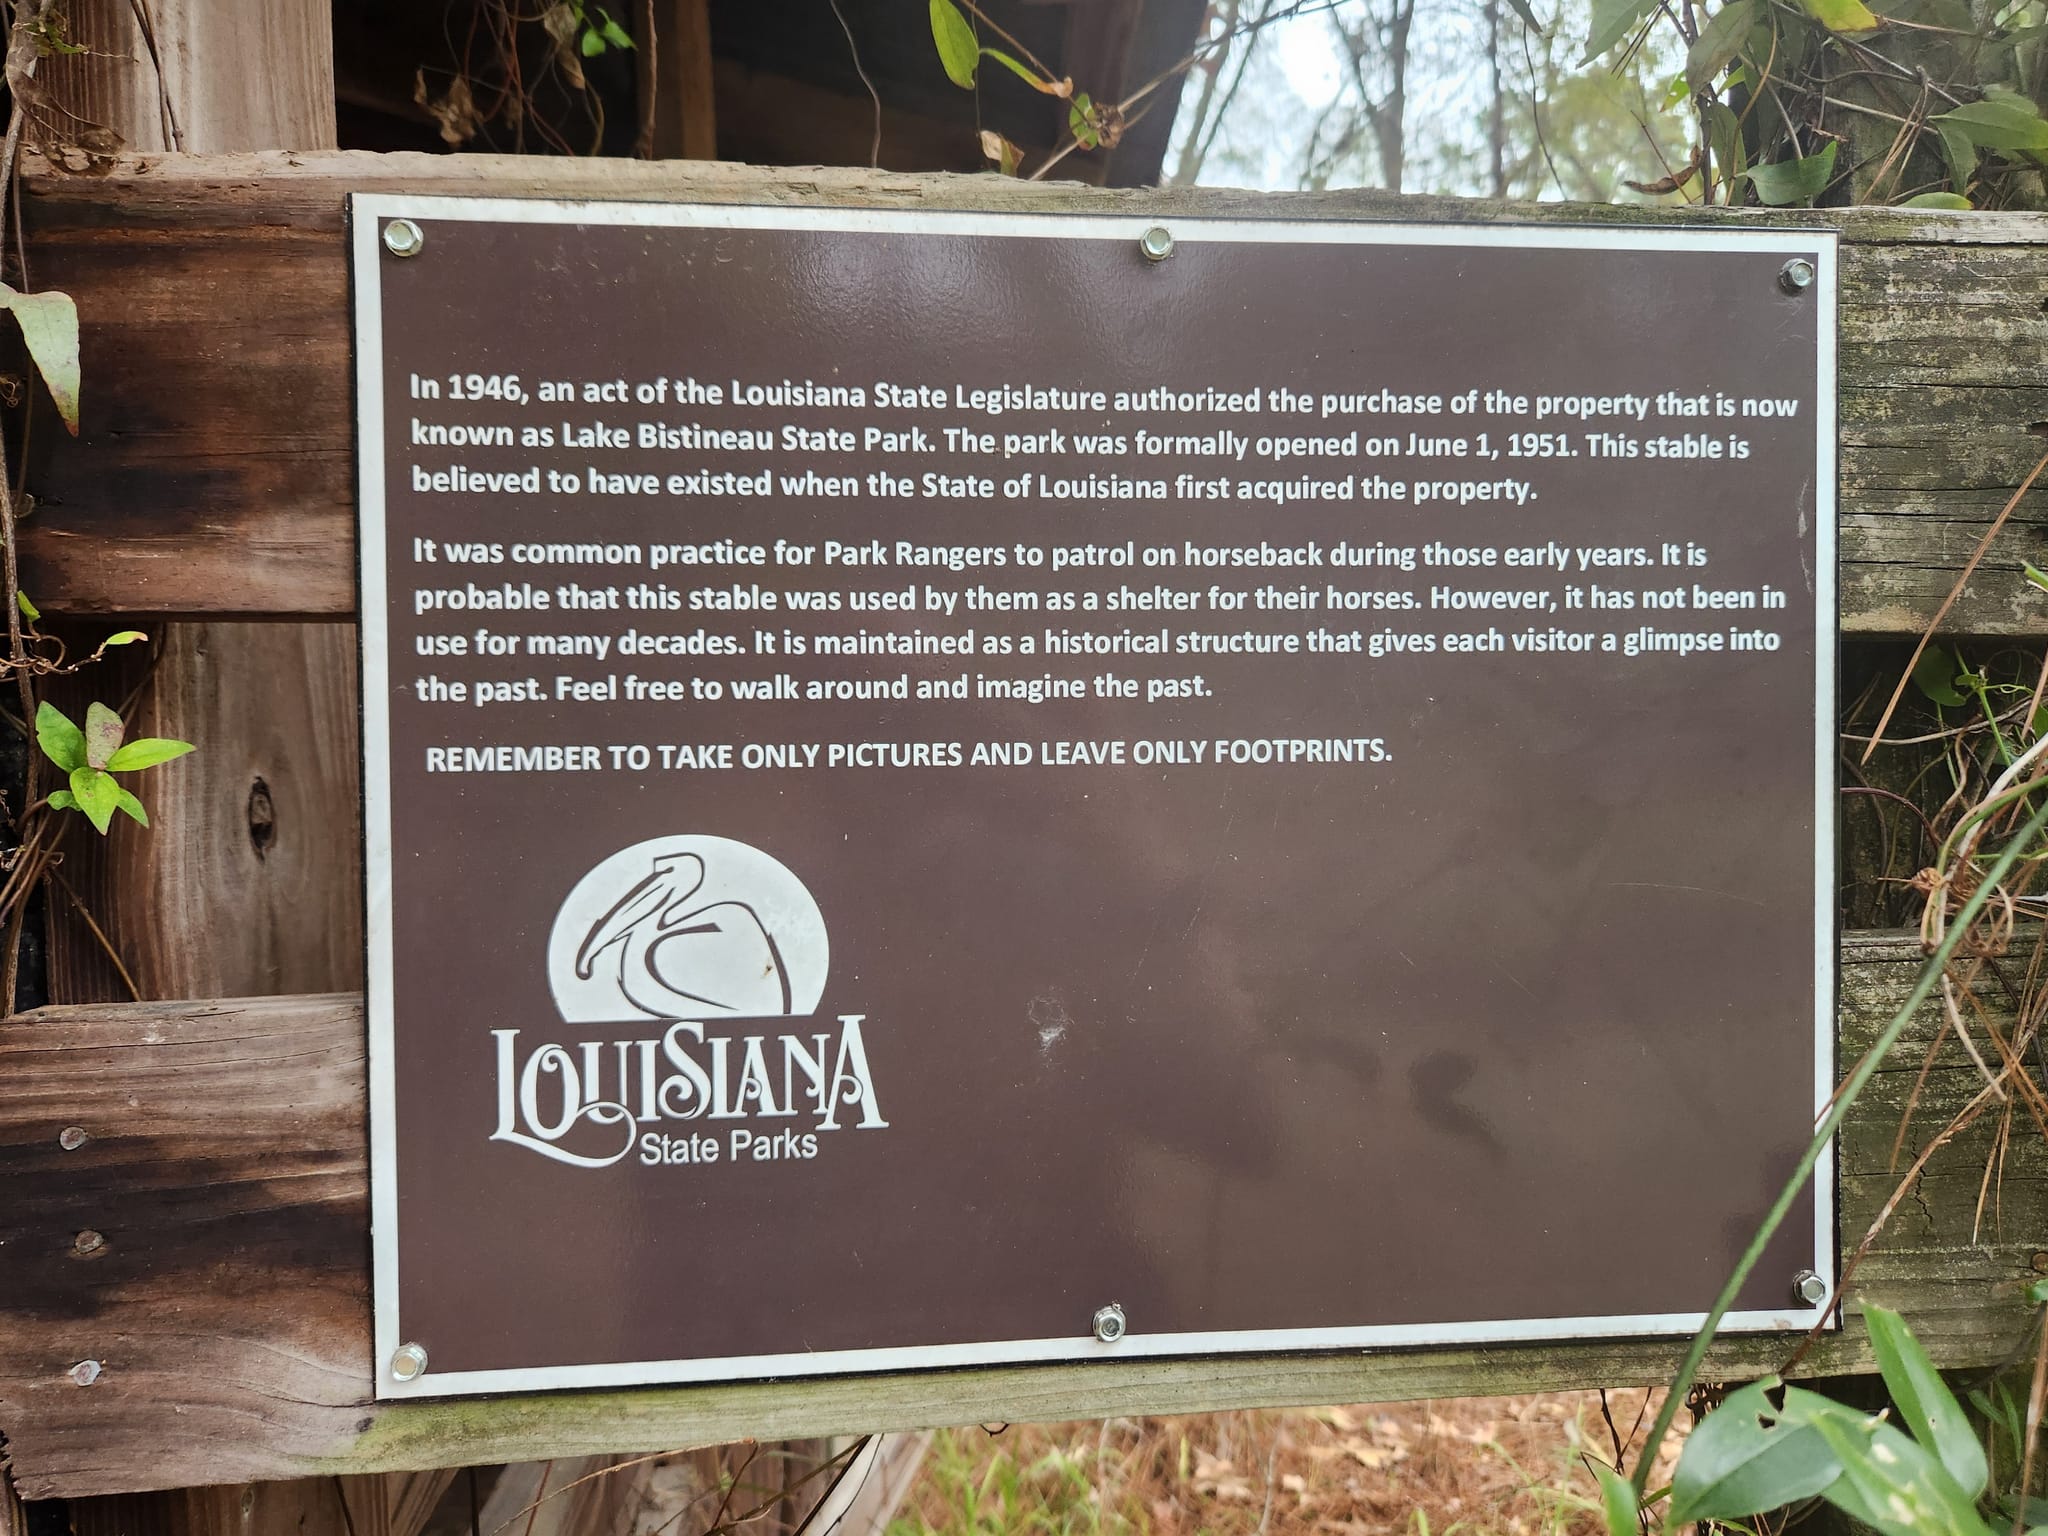 In 1946, an act of the Louisiana State Legislature authorized the purchase of the property that is now
known as Lake Bistineau State Park. The park was formally opened on June 1, 1951. This stable is
believed to have existed when the State of Louisiana first acquired the property.
It was common practice for Park Rangers to patrol on horseback during those early years. It is
probable that this stable was used by them as a shelter for their horses. However, it has not been in
use for many decades. It is maintained as a historical structure that gives each visitor a glimpse into
the past. Feel free to walk around and imagine the past.
REMEMBER TO TAKE ONLY PICTURES AND LEAVE ONLY FOOTPRINTS.
LOUISIANA
State Parks